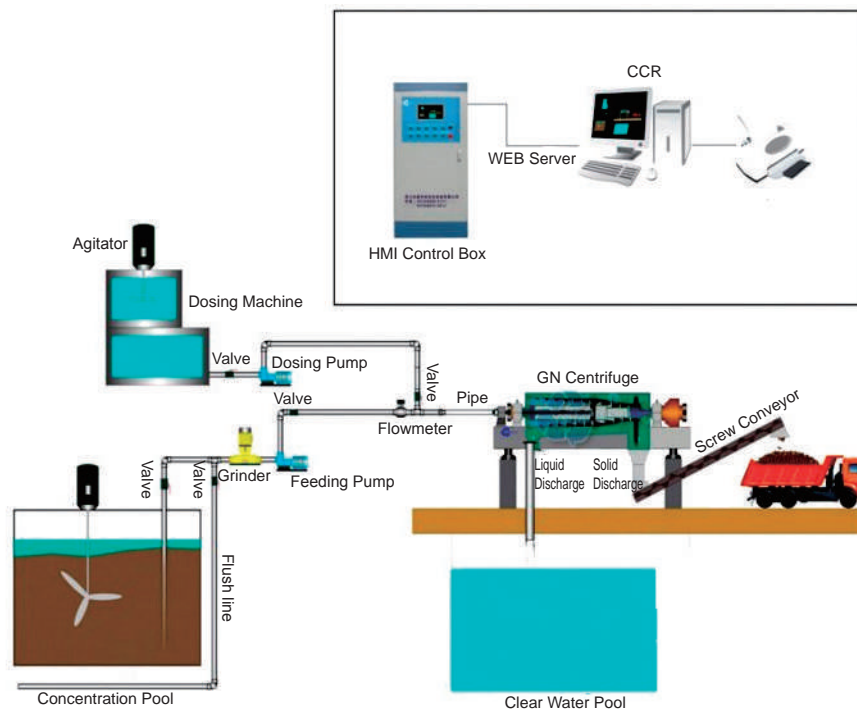 CCR
WEB Server
HMI Control Box
Agitator
Dosing Machine
Valve
Dosing Pump
Valve
Valve
Flowmeter
Pipe
GN Centrifuge
Screw Conveyor
Valve
Valve
Grinder
Feeding Pump
Liquid
Discharge
Solid
Discharge
Flush line
Concentration Pool
Clear Water Pool